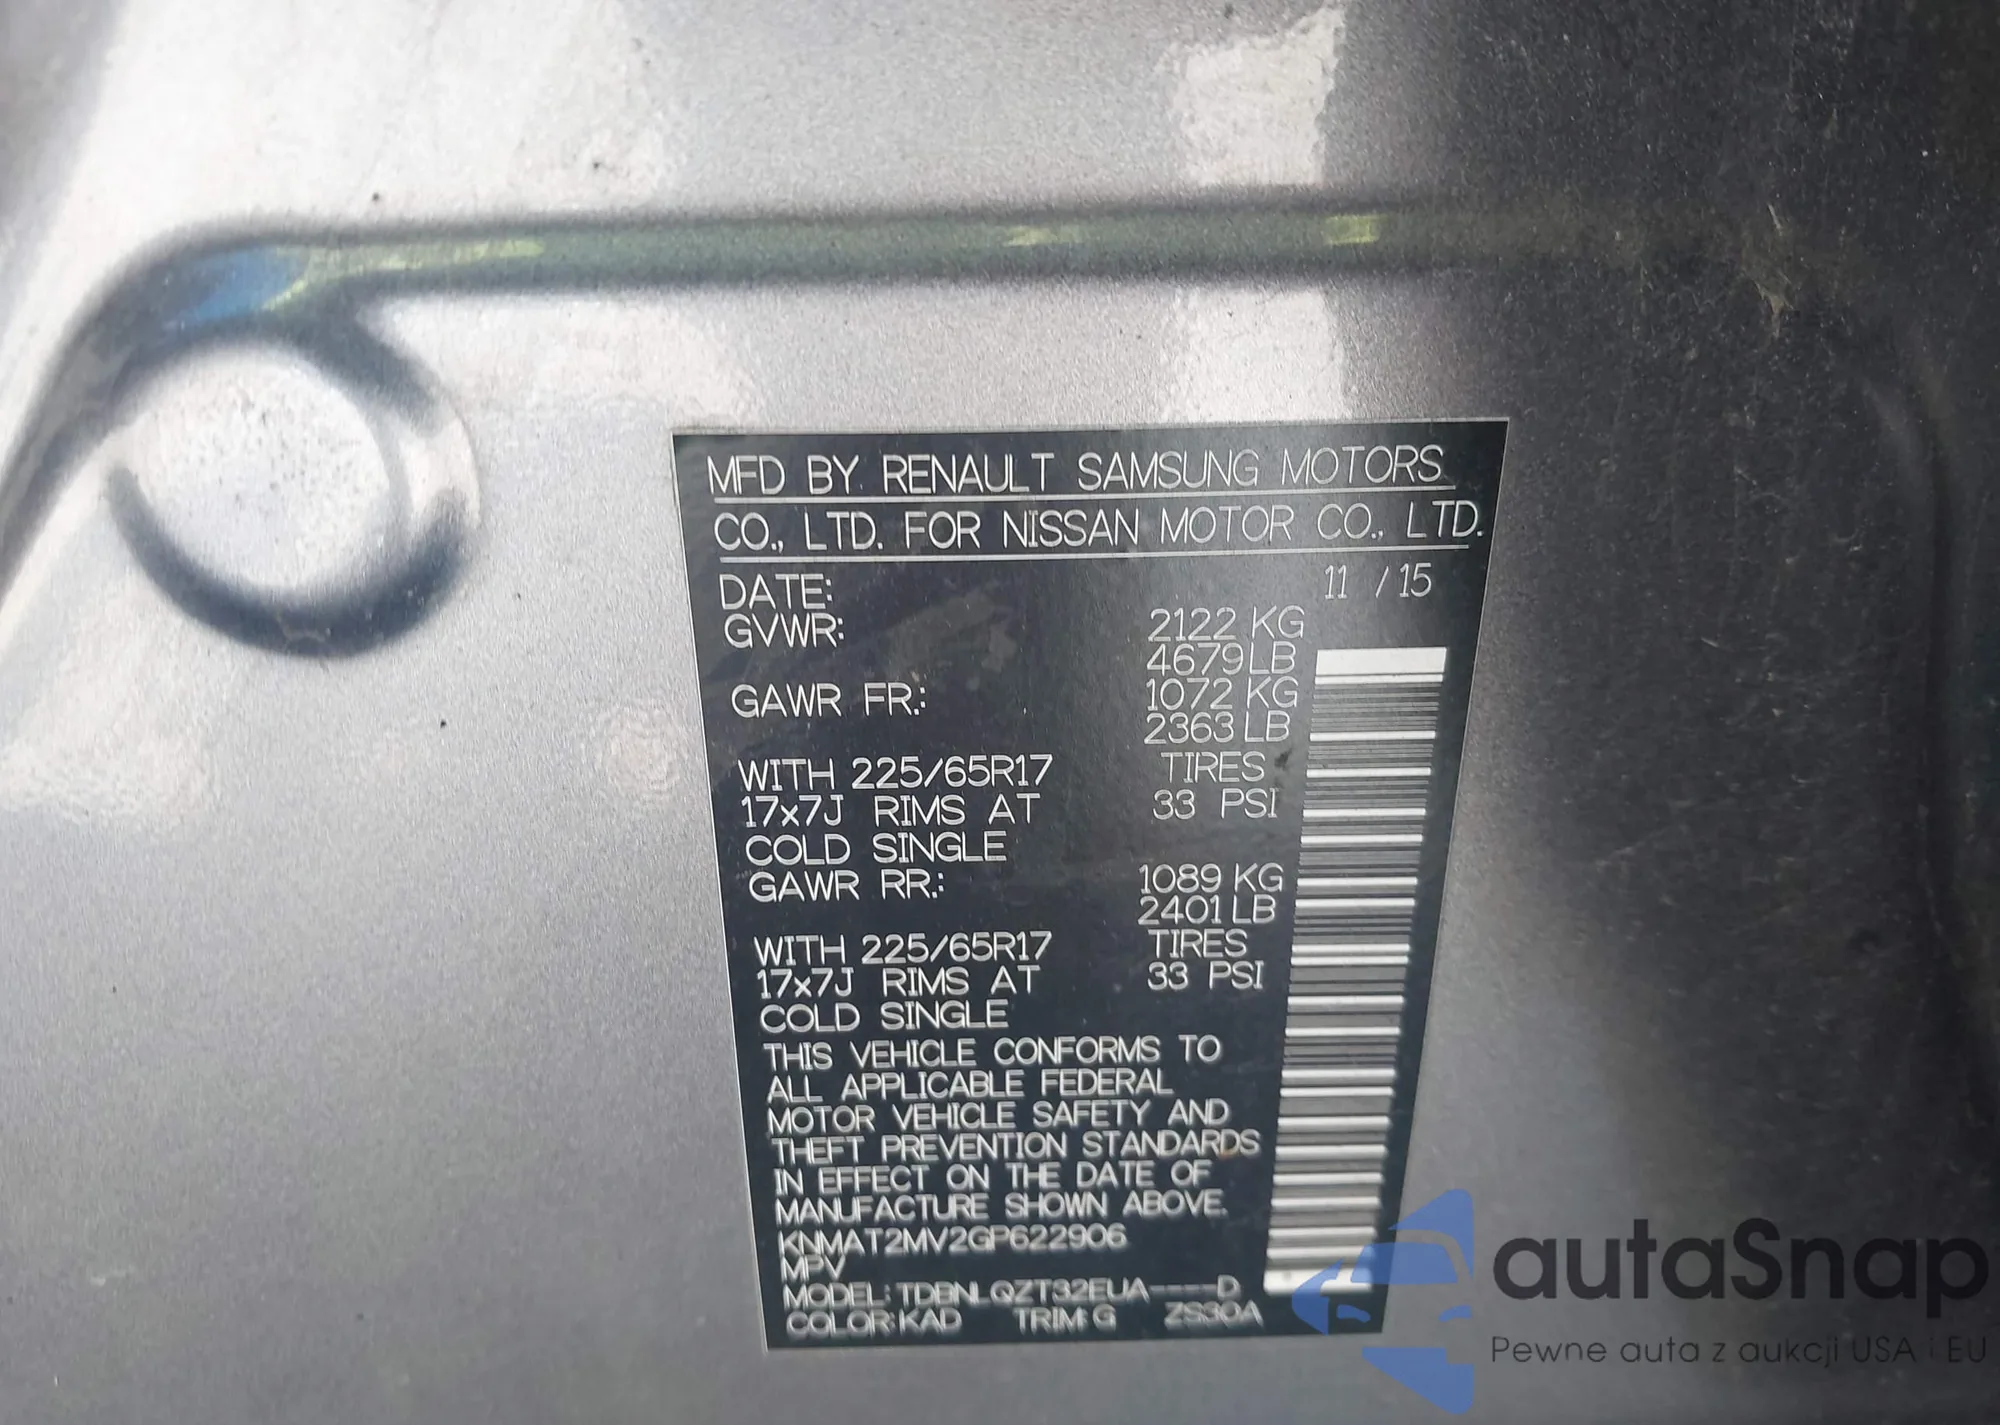 MFD BY RENAULT SAMSUNG MOTORS
CO., LTD. FOR NISSAN MOTOR CO., LTD.
DATE: 11 / 15
GVWR: 2122 KG
4679 LB
GAWR FR.: 1072 KG
2363 LB
WITH 225/65R17 TIRES
17x7J RIMS AT 33 PSI
COLD SINGLE
GAWR RR.: 1089 KG
2401 LB
WITH 225/65R17 TIRES
17x7J RIMS AT 33 PSI
COLD SINGLE
THIS VEHICLE CONFORMS TO
ALL APPLICABLE FEDERAL
MOTOR VEHICLE SAFETY AND
THEFT PREVENTION STANDARDS
IN EFFECT ON THE DATE OF
MANUFACTURE SHOWN ABOVE.
KNMAT2MV2GP622906
MPV
MODEL: TDBNLQZT32EUA----D
COLOR: KAD TRIM: G ZS30A
autaSnap
Pewne auta z aukcji USA i EU